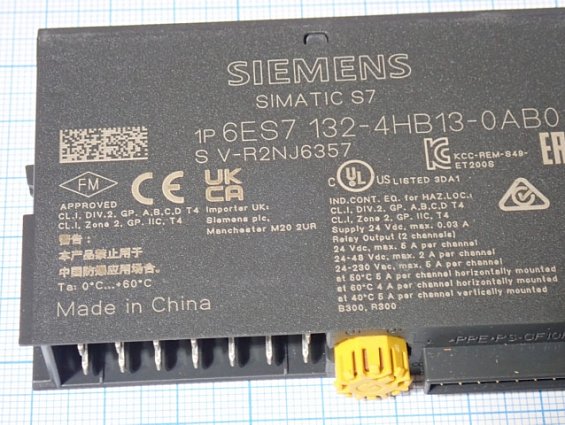 SIEMENS
SIMATIC S7
1P 6ES7 132-4HB13-0AB0
S V-R2NJ6357
KCC-REM-S49-
ET200S
FM
APPROVED
CL.I, DIV.2, GP. A,B,C,D T4
CL.I, Zone 2, GP. IIC, T4
CE
UK
CA
Importer UK:
Siemens plc,
Manchester M20 2UR
C UL US LISTED 3DA1
IND.CONT. EQ. for HAZ.LOC.:
CL.I, DIV.2, GP. A,B,C,D T4
CL.I, Zone 2, GP. IIC, T4
Supply 24 Vdc, max. 0.03 A
Relay Output (2 channels)
24 Vdc, max. 5 A per channel
24-48 Vdc, max. 2 A per channel
24-230 Vac, max. 5 A per channel
at 50°C 5 A per channel horizontally mounted
at 60°C 4 A per channel horizontally mounted
at 40°C 5 A per channel vertically mounted
B300, R300
警告:
本产品禁止用于
中国防爆应用场合。
Ta: 0°C...+60°C
Made in China